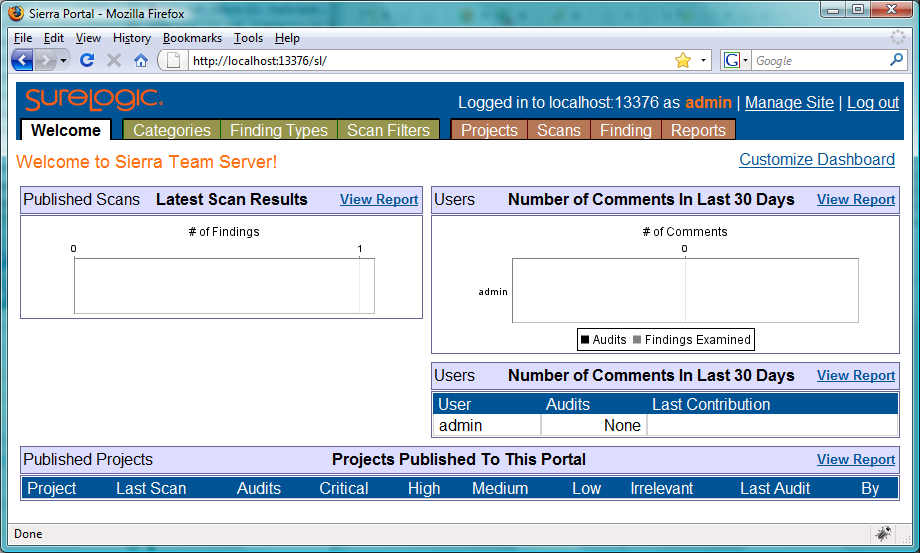 Sierra Portal - Mozilla Firefox
File Edit View History Bookmarks Tools Help
http://localhost:13376/sl/ Google
sureLogic
Logged in to localhost:13376 as admin | Manage Site | Log out
Welcome Categories Finding Types Scan Filters Projects Scans Finding Reports
Welcome to Sierra Team Server! Customize Dashboard
Published Scans Latest Scan Results View Report
# of Findings
0 1
Users Number of Comments In Last 30 Days View Report
# of Comments
0
admin
Audits Findings Examined
Users Number of Comments In Last 30 Days View Report
User Audits Last Contribution
admin None
Published Projects Projects Published To This Portal View Report
Project Last Scan Audits Critical High Medium Low Irrelevant Last Audit By
Done